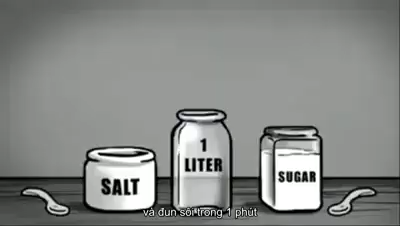 SALT
1
LITER
SUGAR
và đun sôi trong 1 phút